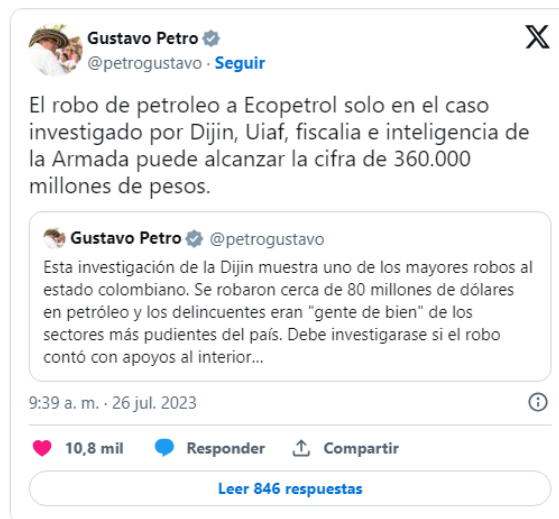 Gustavo Petro
@petrogustavo · Seguir
El robo de petroleo a Ecopetrol solo en el caso
investigado por Dijin, Uiaf, fiscalia e inteligencia de
la Armada puede alcanzar la cifra de 360.000
millones de pesos.
Gustavo Petro @petrogustavo
Esta investigación de la Dijin muestra uno de los mayores robos al
estado colombiano. Se robaron cerca de 80 millones de dólares
en petróleo y los delincuentes eran "gente de bien" de los
sectores más pudientes del país. Debe investigarase si el robo
contó con apoyos al interior...
9:39 a. m. · 26 jul. 2023
10,8 mil Responder Compartir
Leer 846 respuestas